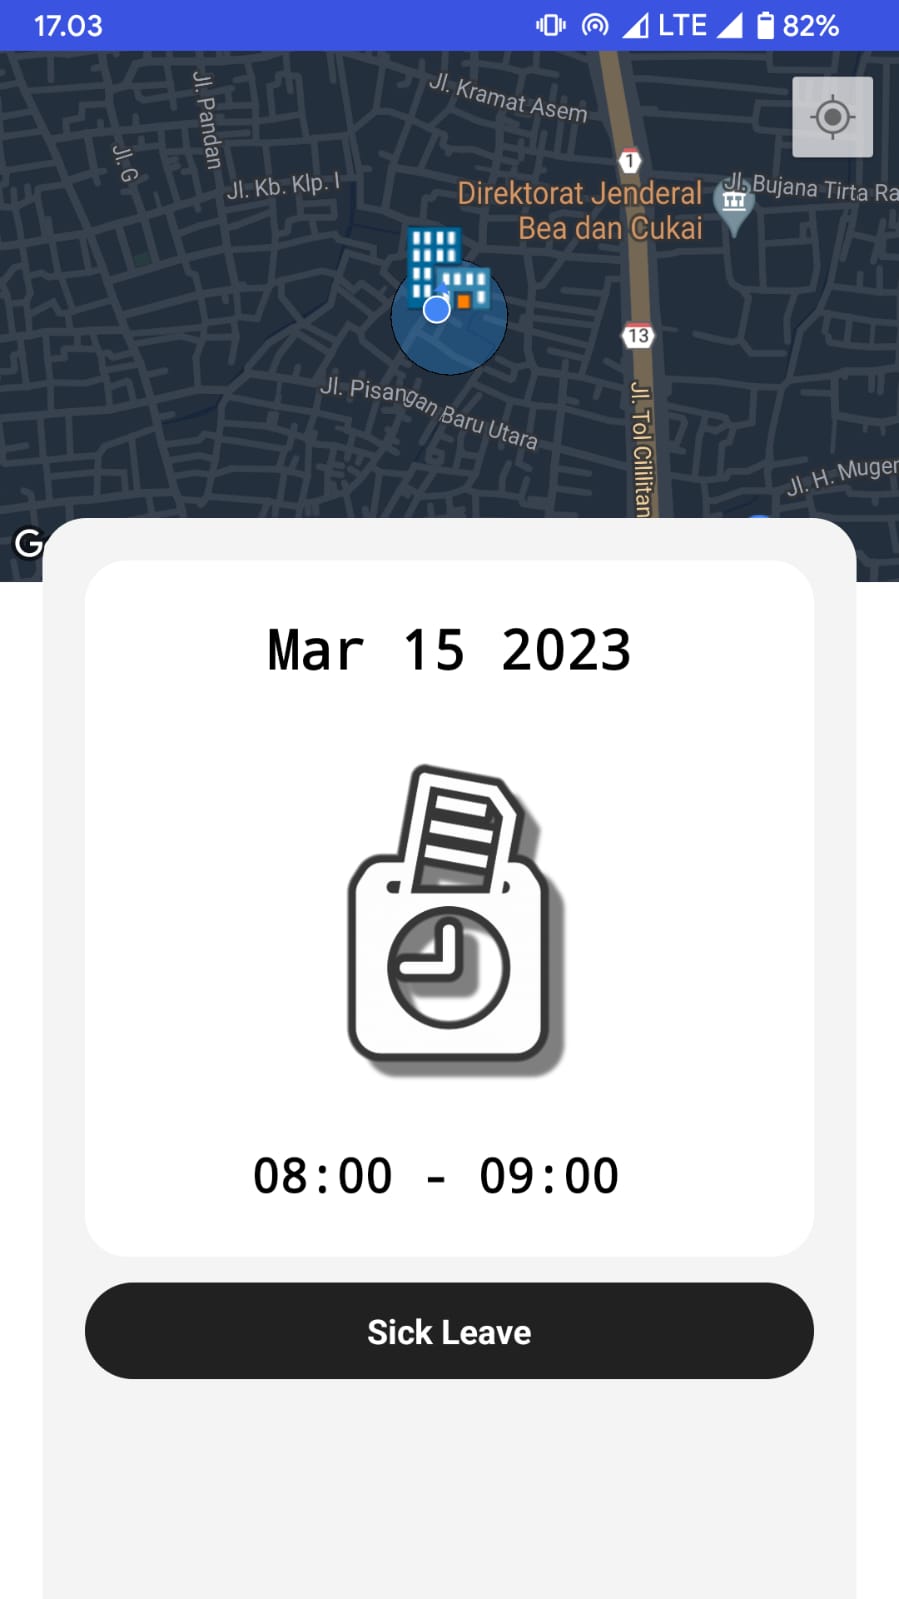 17.03 LTE 82%
Jl. Pandan
Jl. Kramat Asem
Jl. G
Jl. Kb. Klp. I
1
Direktorat Jenderal
Bea dan Cukai
Jl. Bujana Tirta Ra
13
Jl. Pisangan Baru Utara
Jl. Tol Cililitan
Jl. H. Muger
G
Mar 15 2023
08:00 - 09:00
Sick Leave